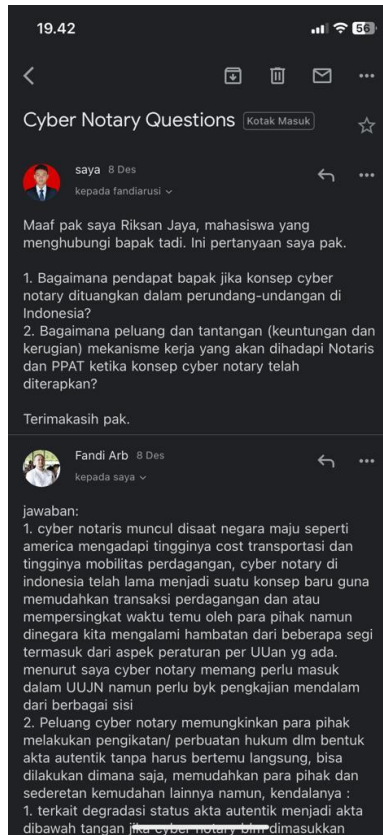 19.42
56
Cyber Notary Questions Kotak Masuk
saya 8 Des
kepada fandiarusi
Maaf pak saya Riksan Jaya, mahasiswa yang
menghubungi bapak tadi. Ini pertanyaan saya pak.
1. Bagaimana pendapat bapak jika konsep cyber
notary dituangkan dalam perundang-undangan di
Indonesia?
2. Bagaimana peluang dan tantangan (keuntungan dan
kerugian) mekanisme kerja yang akan dihadapi Notaris
dan PPAT ketika konsep cyber notary telah
diterapkan?
Terimakasih pak.
Fandi Arb 8 Des
kepada saya
jawaban:
1. cyber notaris muncul disaat negara maju seperti
america mengadapi tingginya cost transportasi dan
tingginya mobilitas perdagangan, cyber notary di
indonesia telah lama menjadi suatu konsep baru guna
memudahkan transaksi perdagangan dan atau
mempersingkat waktu temu oleh para pihak namun
dinegara kita mengalami hambatan dari beberapa segi
termasuk dari aspek peraturan per UUan yg ada.
menurut saya cyber notary memang perlu masuk
dalam UUJN namun perlu byk pengkajian mendalam
dari berbagai sisi
2. Peluang cyber notary memungkinkan para pihak
melakukan pengikatan/ perbuatan hukum dlm bentuk
akta autentik tanpa harus bertemu langsung, bisa
dilakukan dimana saja, memudahkan para pihak dan
sederetan kemudahan lainnya namun, kendalanya :
1. terkait degradasi status akta autentik menjadi akta
dibawah tangan jika cyber notary blm dimasukkan